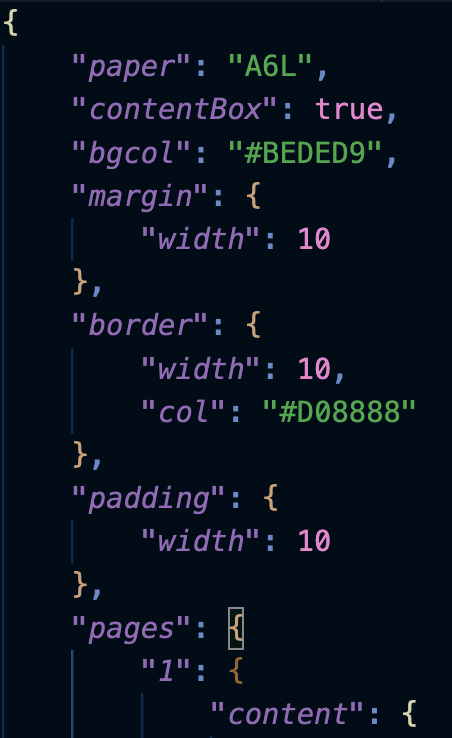 {
    "paper": "A6L",
    "contentBox": true,
    "bgcol": "#BEDED9",
    "margin": {
        "width": 10
    },
    "border": {
        "width": 10,
        "col": "#D08888"
    },
    "padding": {
        "width": 10
    },
    "pages": {
        "1": {
            "content": {